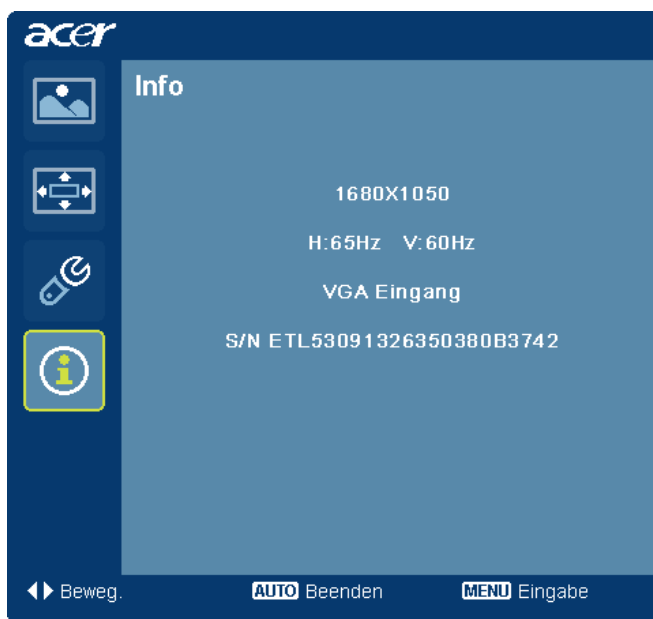 acer
Info
1680X1050
H:65Hz V:60Hz
VGA Eingang
S/N ETL53091326350380B3742
Beweg.
AUTO Beenden
MENU Eingabe